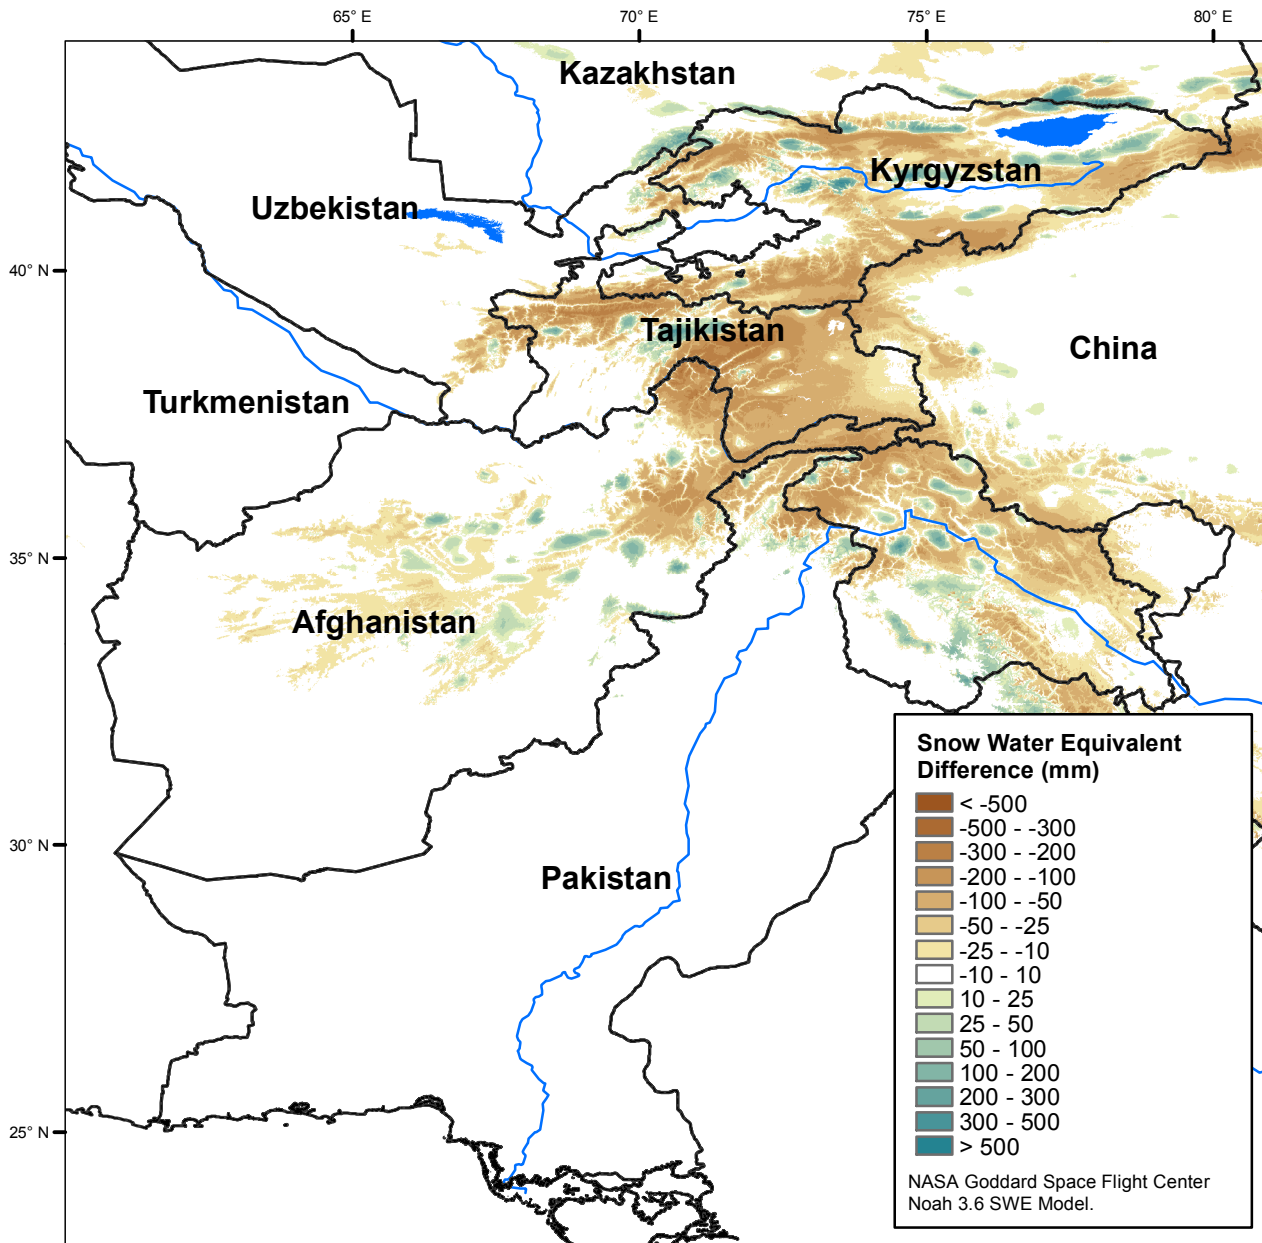 65° E 70° E 75° E 80° E
Kazakhstan
Kyrgyzstan
Uzbekistan
40° N
Tajikistan
China
Turkmenistan
35° N
Afghanistan
Snow Water Equivalent
Difference (mm)
< -500
-500 - -300
-300 - -200
-200 - -100
-100 - -50
-50 - -25
-25 - -10
-10 - 10
10 - 25
25 - 50
50 - 100
100 - 200
200 - 300
300 - 500
> 500
NASA Goddard Space Flight Center
Noah 3.6 SWE Model.
30° N
Pakistan
25° N